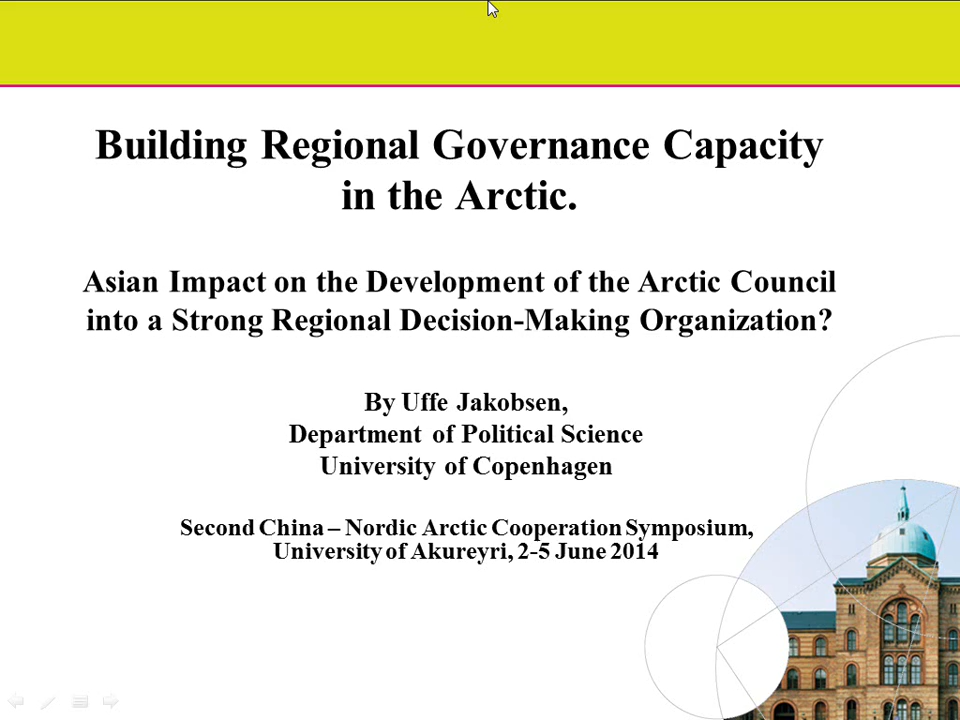 Building Regional Governance Capacity
in the Arctic.
Asian Impact on the Development of the Arctic Council
into a Strong Regional Decision-Making Organization?
By Uffe Jakobsen,
Department of Political Science
University of Copenhagen
Second China – Nordic Arctic Cooperation Symposium,
University of Akureyri, 2-5 June 2014